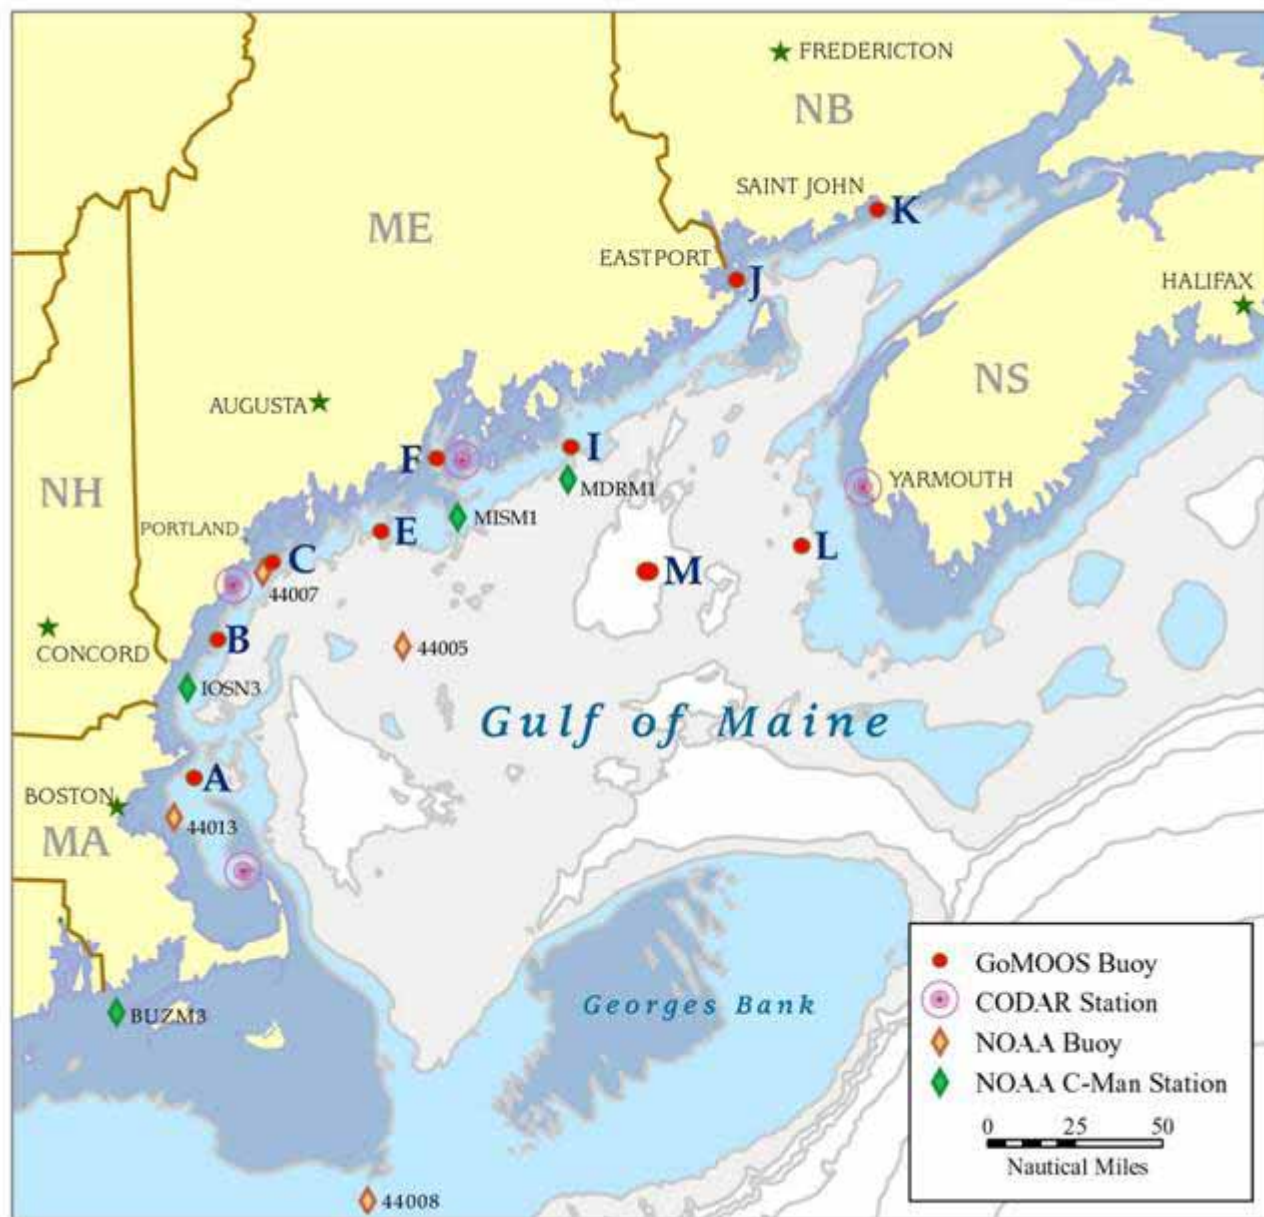 FREDERICTON
NB
SAINT JOHN
K
ME
EASTPORT
J
HALIFAX
NS
AUGUSTA
F
I
MDRM1
YARMOUTH
NH
MISM1
PORTLAND
E
C
L
M
44007
B
44005
CONCORD
IOSN3
Gulf of Maine
A
BOSTON
44013
MA
Georges Bank
BUZM3
44008
GoMOOS Buoy
CODAR Station
NOAA Buoy
NOAA C-Man Station
0 25 50
Nautical Miles